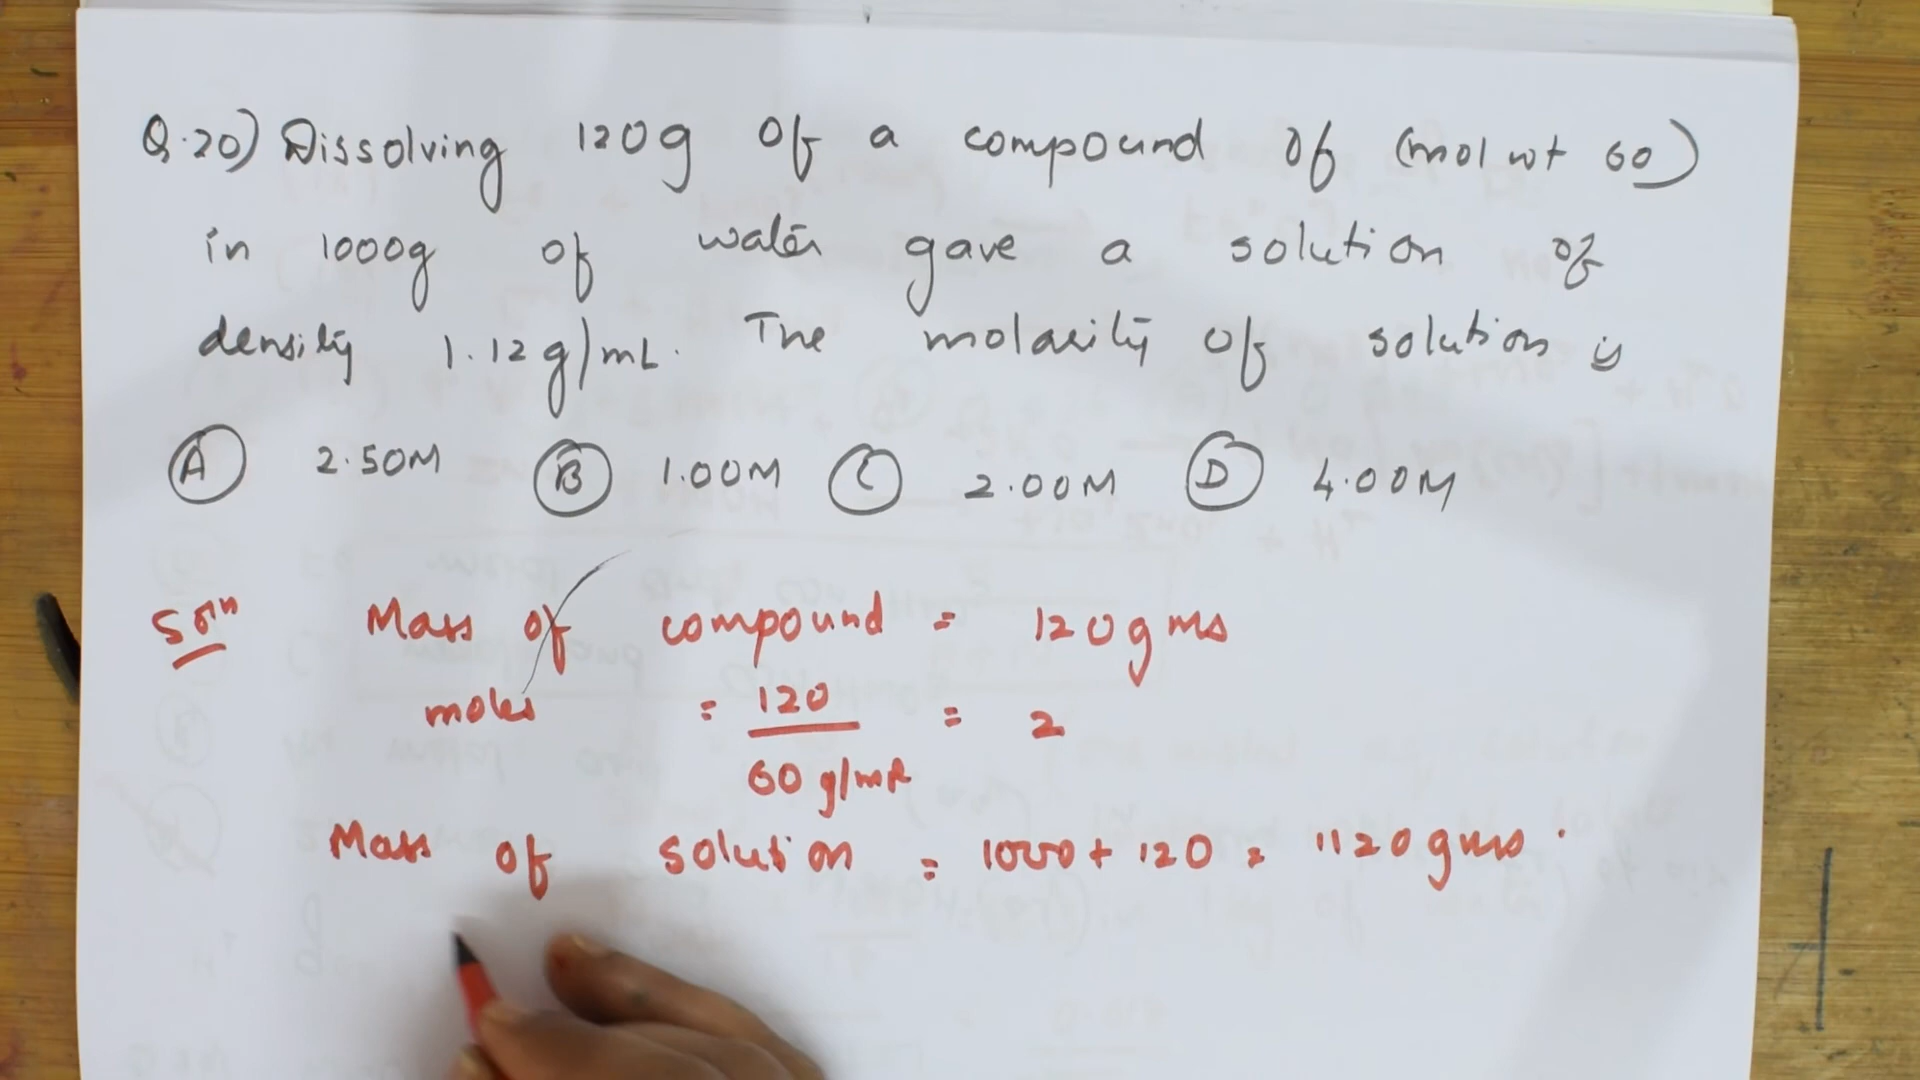 Q.20) Dissolving 120g of a compound of (mol wt 60)
in 1000g of water gave a solution of
density 1.12 g/mL. The molarity of solution is
A 2.50M B 1.00M C 2.00M D 4.00M
Soln Mass of compound = 120gms
moles = 120 / 60 g/mol = 2
Mass of solution = 1000 + 120 = 1120gms.